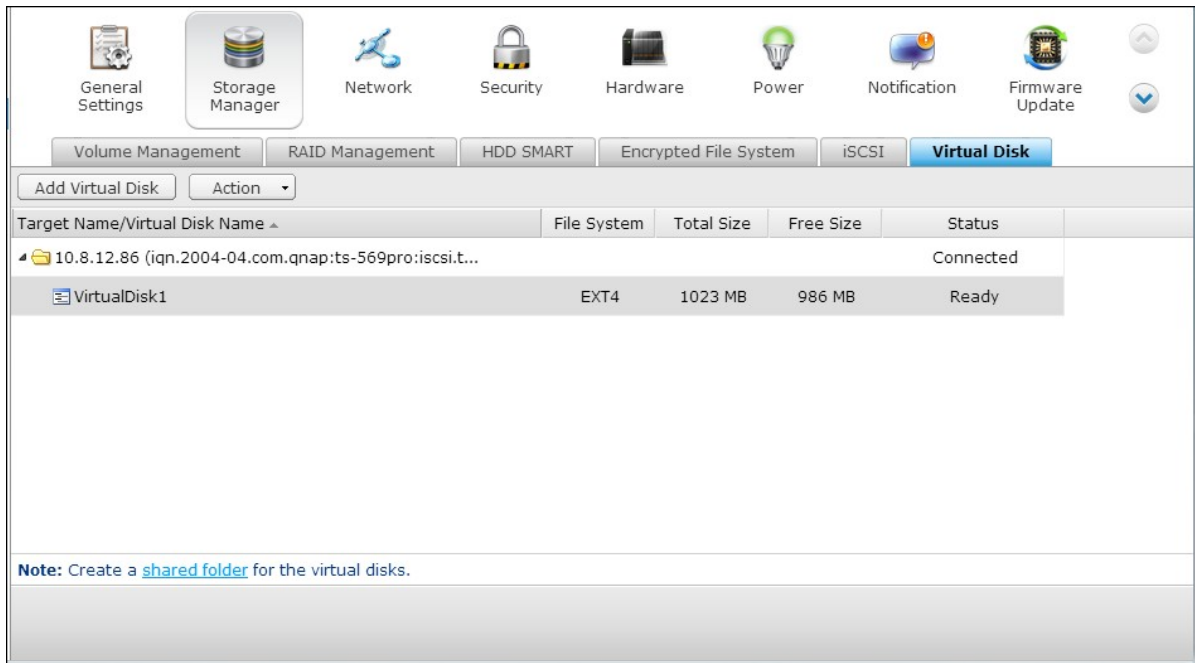 General Settings
Storage Manager
Network
Security
Hardware
Power
Notification
Firmware Update
Volume Management
RAID Management
HDD SMART
Encrypted File System
iSCSI
Virtual Disk
Add Virtual Disk
Action
Target Name/Virtual Disk Name File System Total Size Free Size Status
10.8.12.86 (iqn.2004-04.com.qnap:ts-569pro:iscsi.t... Connected
VirtualDisk1 EXT4 1023 MB 986 MB Ready
Note: Create a shared folder for the virtual disks.